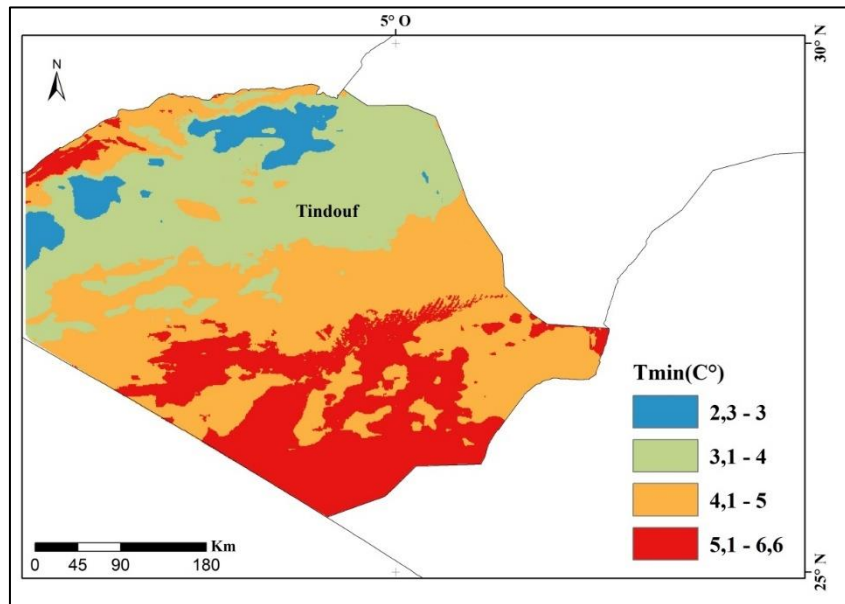 5° O
30° N
N
Tindouf
Tmin(C°)
2,3 - 3
3,1 - 4
4,1 - 5
5,1 - 6,6
Km
0 45 90 180
25° N